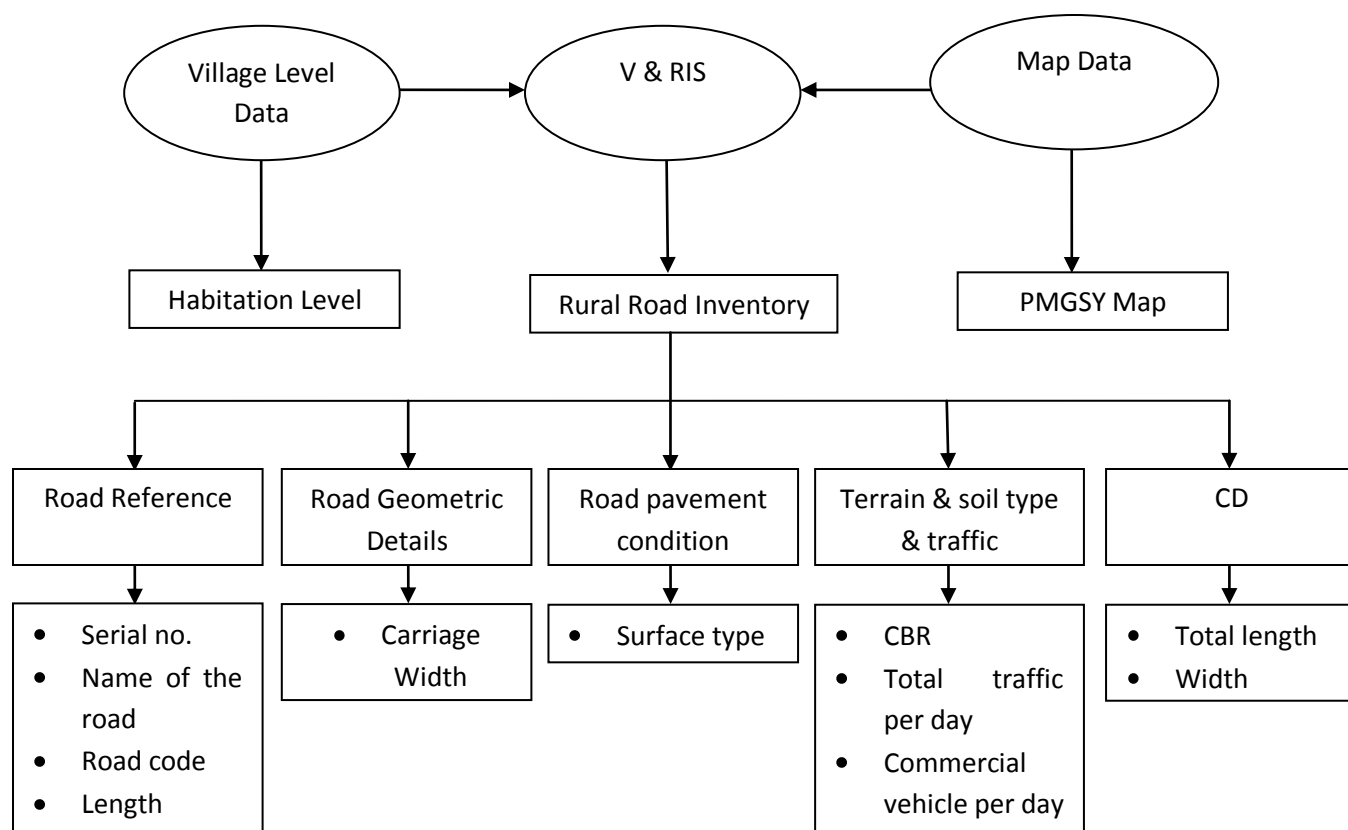 Village Level
Data
V & RIS
Map Data
Habitation Level
Rural Road Inventory
PMGSY Map
Road Reference
Road Geometric
Details
Road pavement
condition
Terrain & soil type
& traffic
CD
• Serial no.
• Name of the
road
• Road code
• Length
• Carriage
Width
• Surface type
• CBR
• Total traffic
per day
• Commercial
vehicle per day
• Total length
• Width